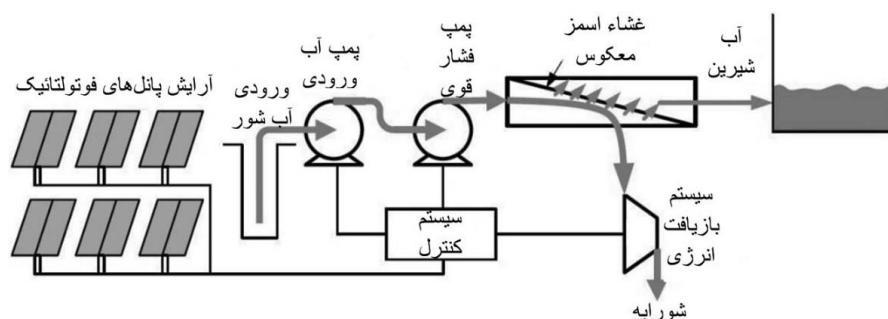 آرایش پانل‌های فوتولتائیک
ورودی
آب شور
پمپ آب
ورودی
پمپ
فشار
قوی
غشاء اسمز
معکوس
آب
شیرین
سیستم
کنترل
سیستم
بازیافت
انرژی
شورابه